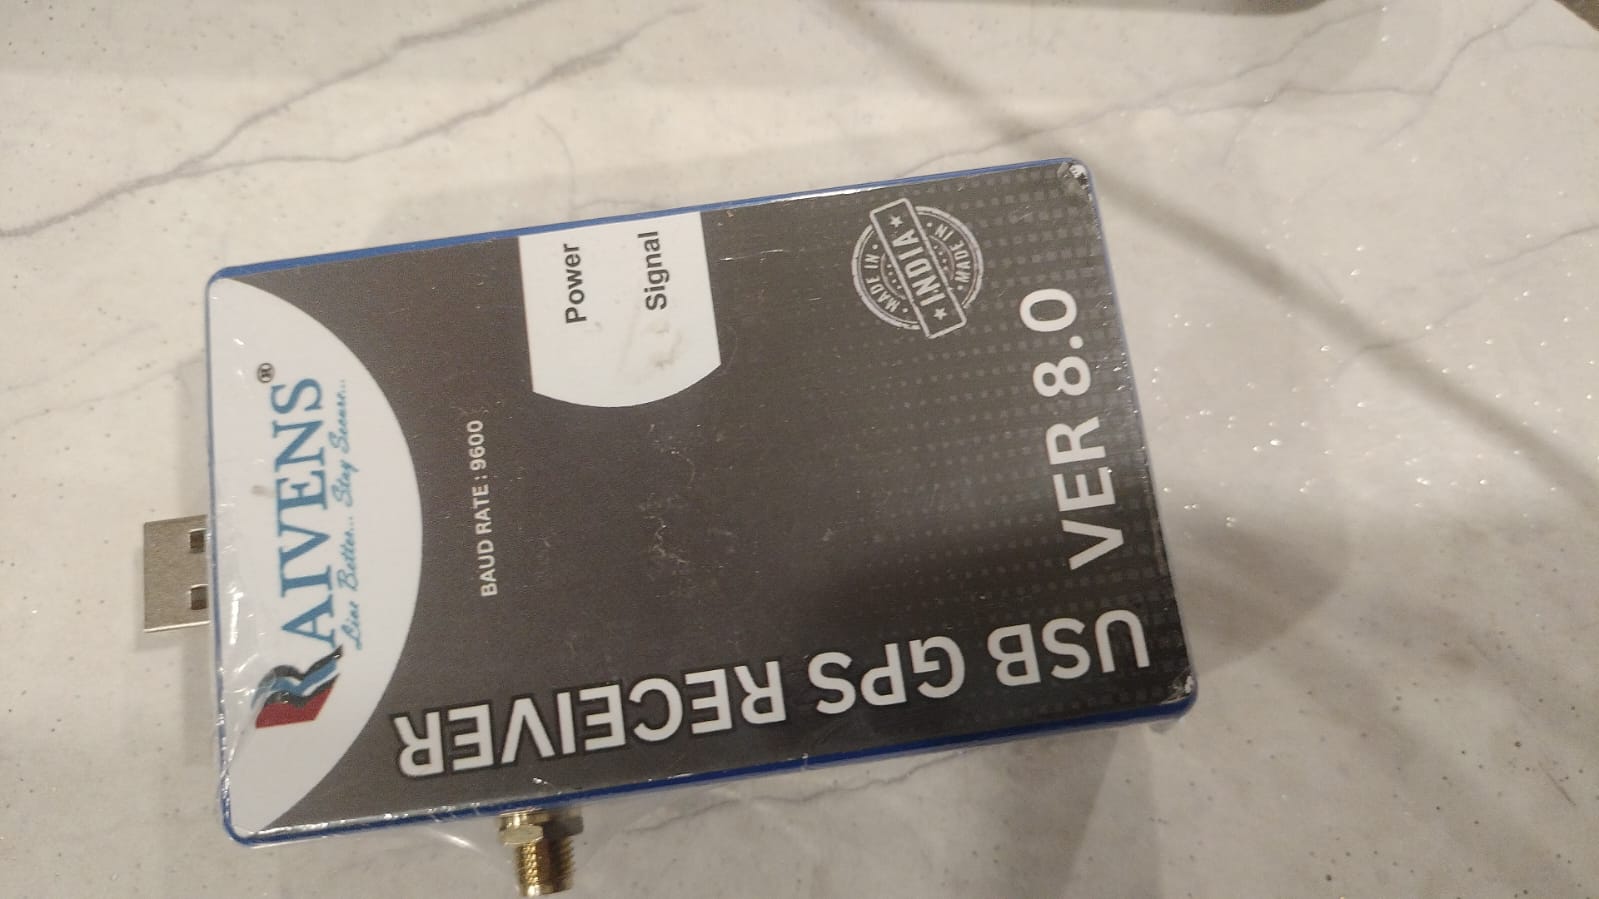 RAIVENS®
Live Better... Stay Secure...
BAUD RATE : 9600
Power
Signal
MADE IN
INDIA
MADE IN
VER 8.0
USB GPS RECEIVER